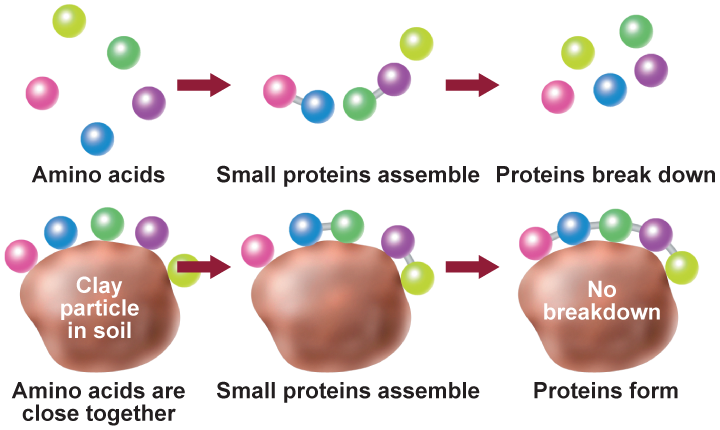 Amino acids
Small proteins assemble
Proteins break down
Clay
particle
in soil
No
breakdown
Amino acids are
close together
Small proteins assemble
Proteins form